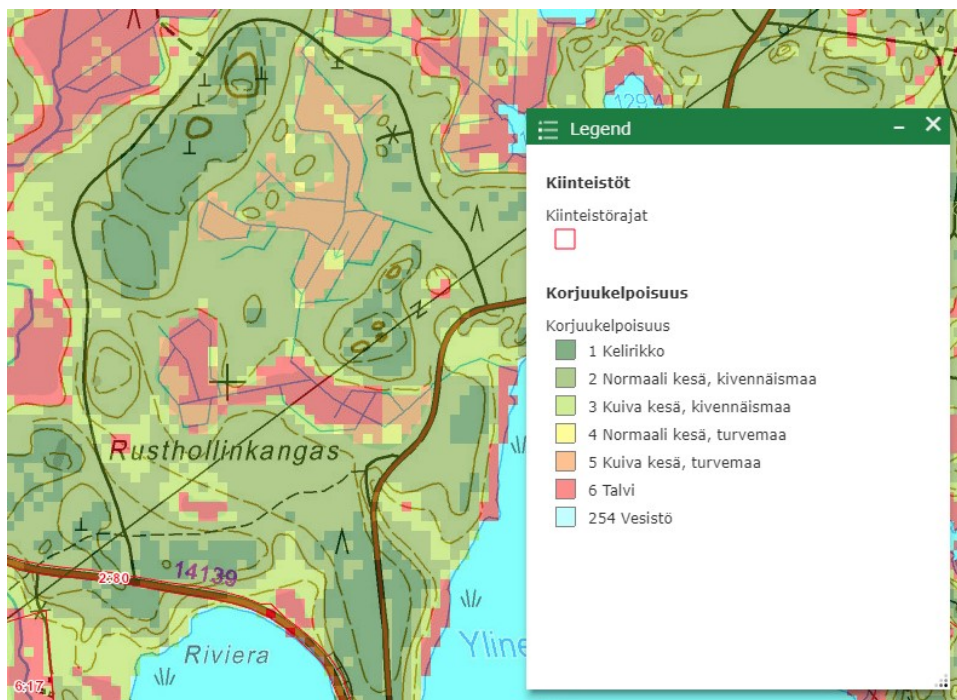 Legend
Kiinteistöt
Kiinteistörajat
Korjuukelpoisuus
Korjuukelpoisuus
1 Kelirikko
2 Normaali kesä, kivennäismaa
3 Kuiva kesä, kivennäismaa
4 Normaali kesä, turvemaa
5 Kuiva kesä, turvemaa
6 Talvi
254 Vesistö
Rusthollinkangas
14139
2:80
Riviera
Yline
6:17